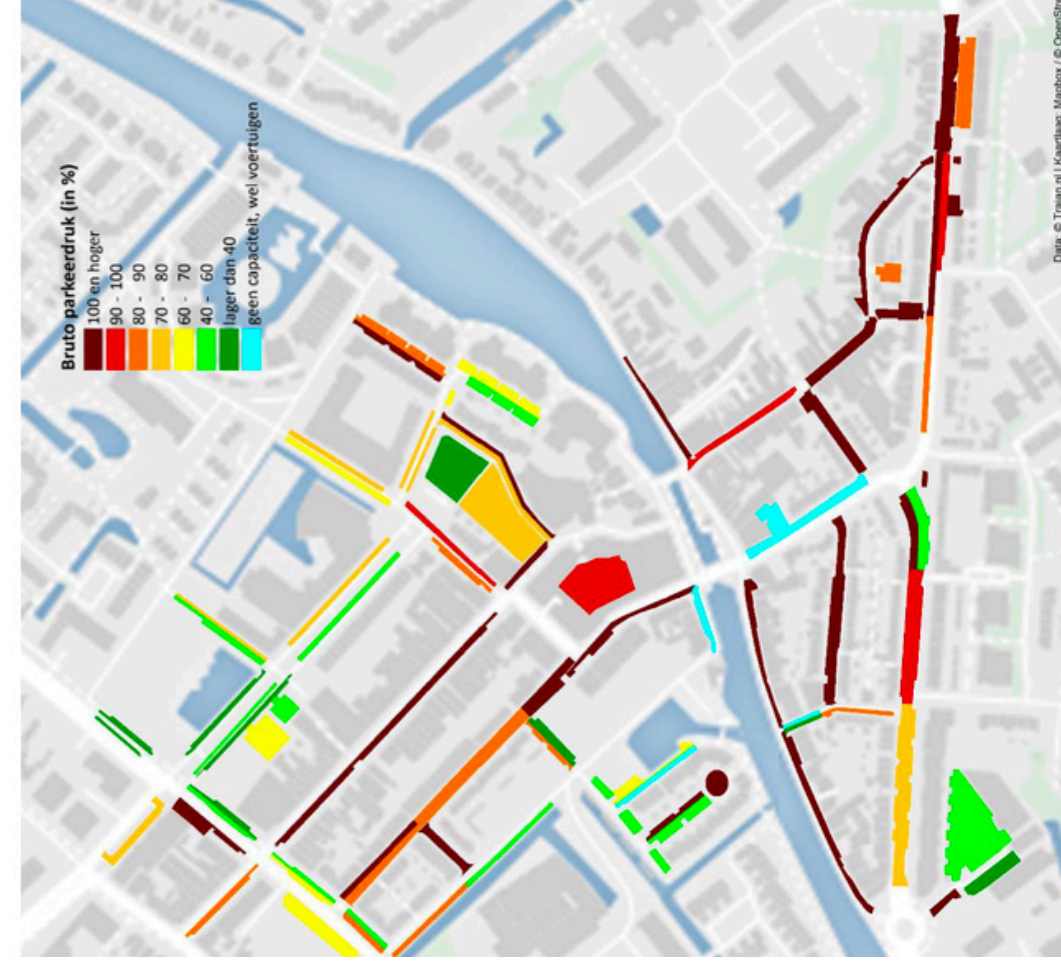 Bruto parkeerdruk (in %)
100 en hoger
90 - 100
80 - 90
70 - 80
60 - 70
40 - 60
lager dan 40
geen capaciteit, wel voertuigen
Data: © Trajan.nl | Kaartlaag: Mapbox / © OpenStre